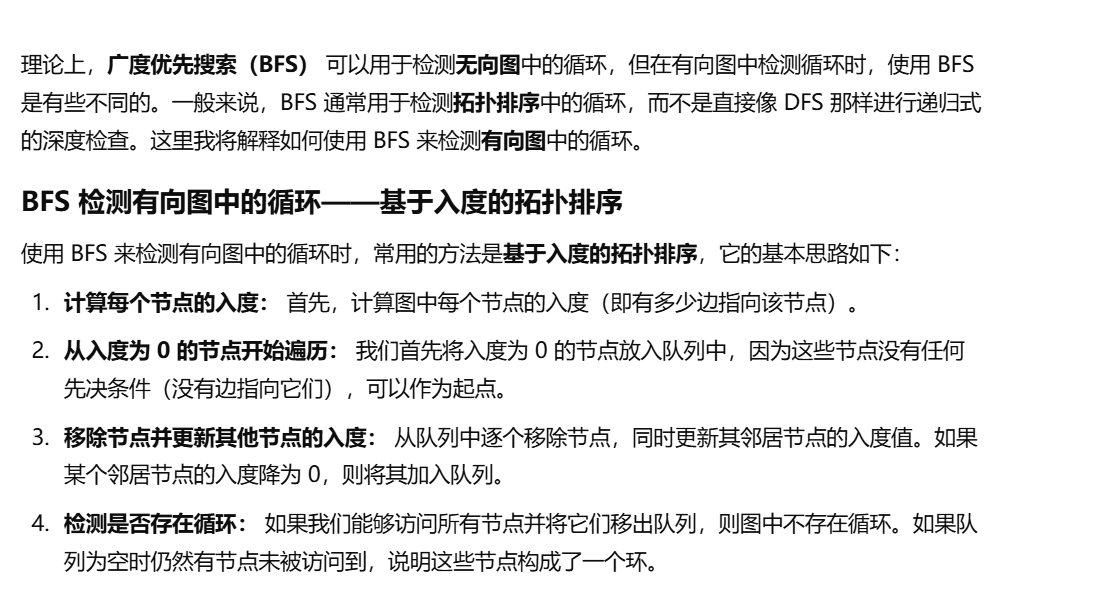 理论上，广度优先搜索（BFS） 可以用于检测无向图中的循环，但在有向图中检测循环时，使用 BFS
是有些不同的。一般来说，BFS 通常用于检测拓扑排序中的循环，而不是直接像 DFS 那样进行递归式
的深度检查。这里我将解释如何使用 BFS 来检测有向图中的循环。
BFS 检测有向图中的循环——基于入度的拓扑排序
使用 BFS 来检测有向图中的循环时，常用的方法是基于入度的拓扑排序，它的基本思路如下：
1. 计算每个节点的入度： 首先，计算图中每个节点的入度（即有多少边指向该节点）。
2. 从入度为 0 的节点开始遍历： 我们首先将入度为 0 的节点放入队列中，因为这些节点没有任何
先决条件（没有边指向它们），可以作为起点。
3. 移除节点并更新其他节点的入度： 从队列中逐个移除节点，同时更新其邻居节点的入度值。如果
某个邻居节点的入度降为 0，则将其加入队列。
4. 检测是否存在循环： 如果我们能够访问所有节点并将它们移出队列，则图中不存在循环。如果队
列为空时仍然有节点未被访问到，说明这些节点构成了一个环。